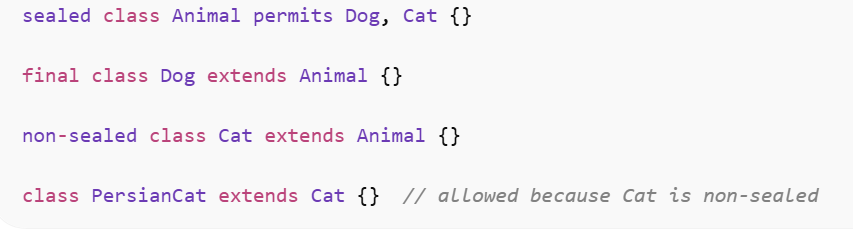 sealed class Animal permits Dog, Cat {}
final class Dog extends Animal {}
non-sealed class Cat extends Animal {}
class PersianCat extends Cat {}  // allowed because Cat is non-sealed